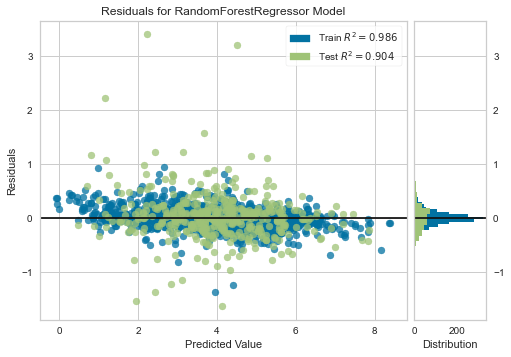 Residuals for RandomForestRegressor Model
Train R² = 0.986
Test R² = 0.904
Residuals
3
2
1
0
−1
0
2
4
6
8
Predicted Value
3
2
1
0
−1
0
200
Distribution